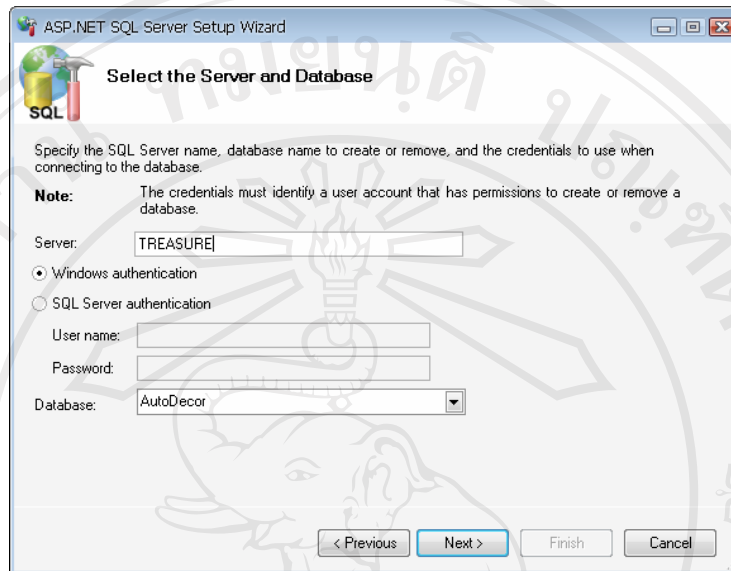 ASP.NET SQL Server Setup Wizard
Select the Server and Database
SQL
Specify the SQL Server name, database name to create or remove, and the credentials to use when
connecting to the database.
Note: The credentials must identify a user account that has permissions to create or remove a
database.
Server: TREASURE
Windows authentication
SQL Server authentication
User name:
Password:
Database: AutoDecor
< Previous Next > Finish Cancel